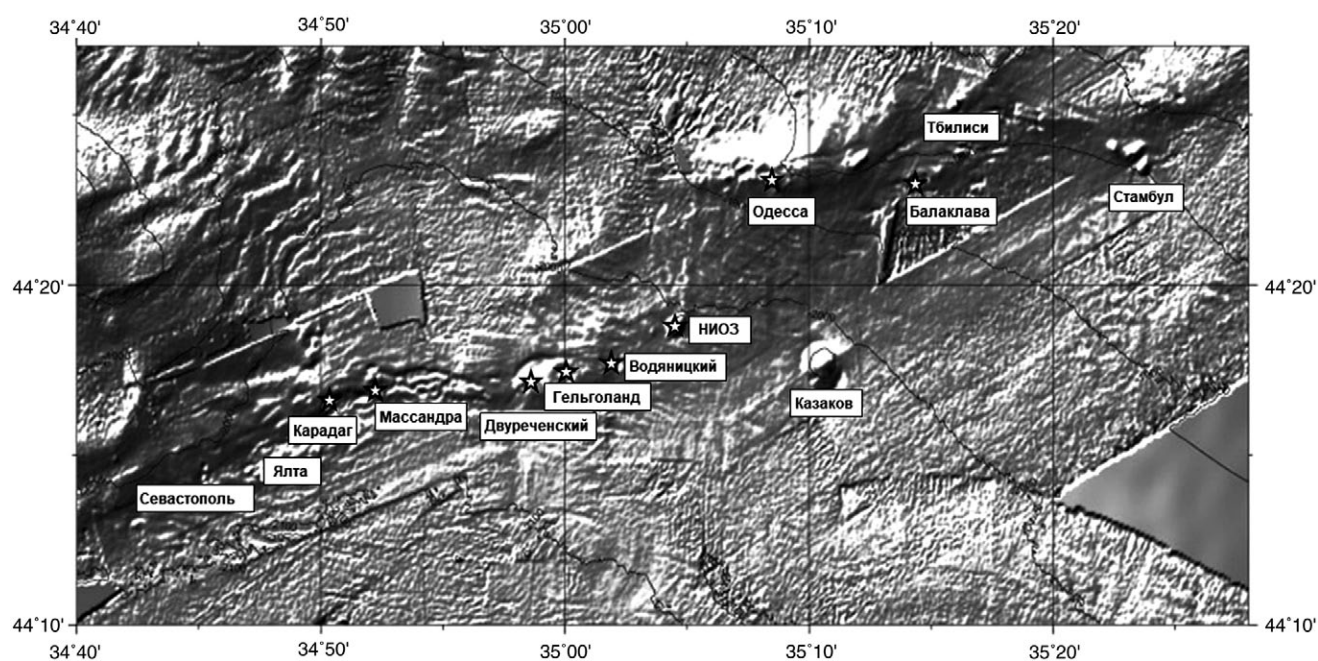 34°40' 34°50' 35°00' 35°10' 35°20'
Тбилиси
Стамбул
Одесса
Балаклава
44°20' 44°20'
НИОЗ
Водяницкий
Гельголанд
Казаков
Массандра
Двуреченский
Карадаг
Ялта
Севастополь
44°10' 44°10'
34°40' 34°50' 35°00' 35°10' 35°20'